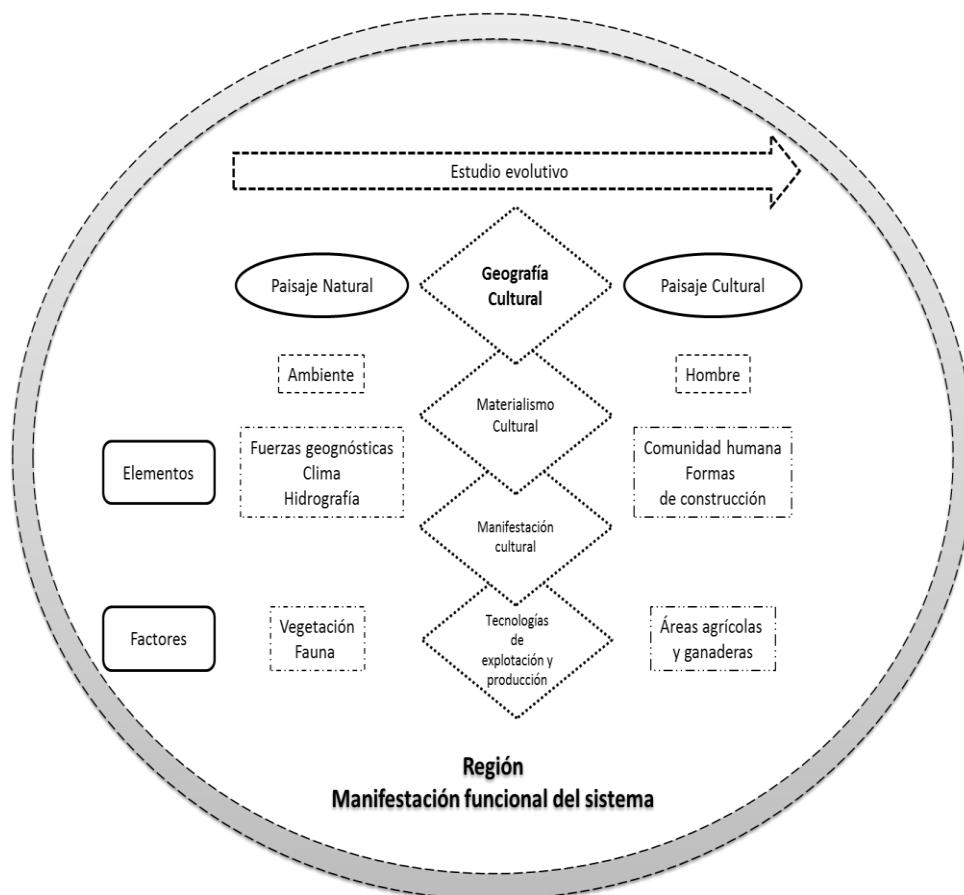 Estudio evolutivo
Paisaje Natural
Geografía
Cultural
Paisaje Cultural
Ambiente
Materialismo
Cultural
Hombre
Elementos
Fuerzas geognósticas
Clima
Hidrografía
Comunidad humana
Formas
de construcción
Manifestación
cultural
Factores
Vegetación
Fauna
Tecnologías
de
explotación y
producción
Áreas agrícolas
y ganaderas
Región
Manifestación funcional del sistema